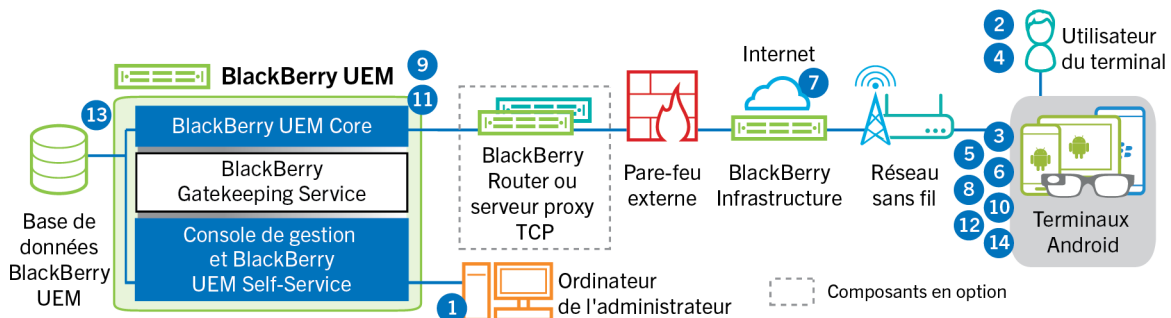 BlackBerry UEM
9
11
13
BlackBerry UEM Core
BlackBerry
Gatekeeping Service
Console de gestion
et BlackBerry
UEM Self-Service
Base de
données
BlackBerry
UEM
1
Ordinateur
de l'administrateur
BlackBerry
Router ou
serveur proxy
TCP
Composants en option
Pare-feu
externe
Internet
7
BlackBerry
Infrastructure
Réseau
sans fil
2
4
Utilisateur
du terminal
3
5
6
8
10
12
14
Terminaux
Android